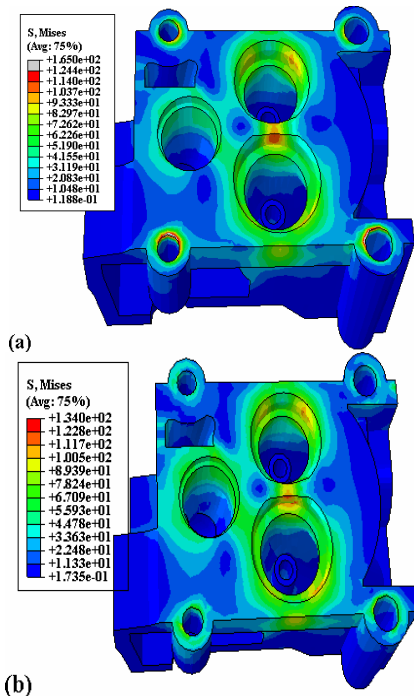 S, Mises
(Avg: 75%)
+1.650e+02
+1.244e+02
+1.140e+02
+1.037e+02
+9.333e+01
+8.297e+01
+7.262e+01
+6.226e+01
+5.190e+01
+4.155e+01
+3.119e+01
+2.083e+01
+1.048e+01
+1.188e-01
(a)
S, Mises
(Avg: 75%)
+1.340e+02
+1.228e+02
+1.117e+02
+1.005e+02
+8.939e+01
+7.824e+01
+6.709e+01
+5.593e+01
+4.478e+01
+3.363e+01
+2.248e+01
+1.133e+01
+1.735e-01
(b)